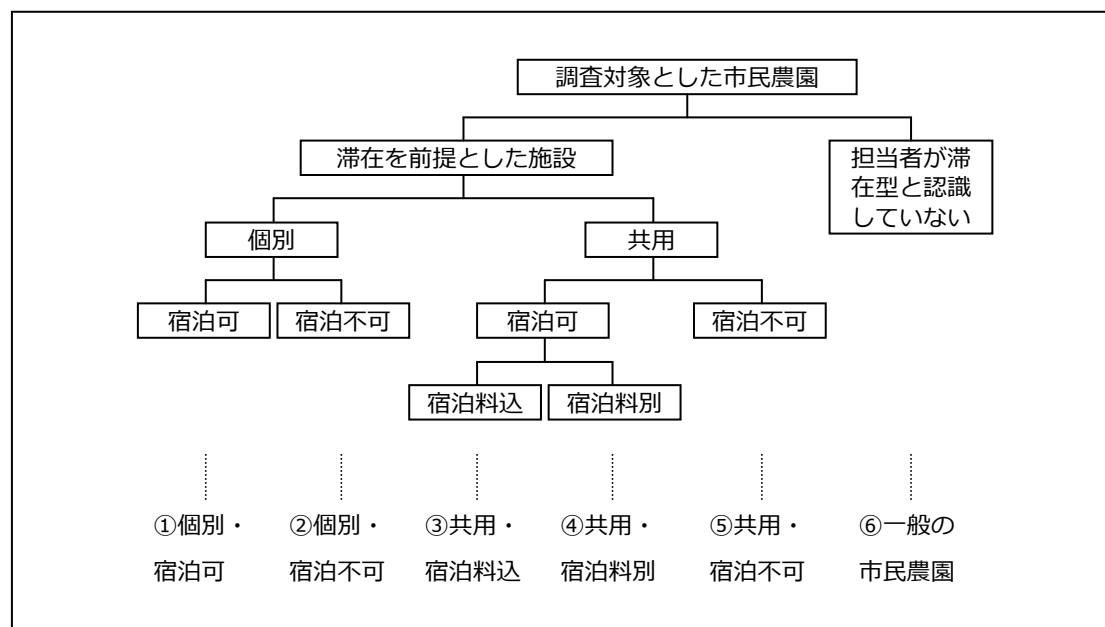 調査対象とした市民農園
滞在を前提とした施設
担当者が滞
在型と認識
していない
個別
共用
宿泊可
宿泊不可
宿泊可
宿泊不可
宿泊料込
宿泊料別
①個別・
宿泊可
②個別・
宿泊不可
③共用・
宿泊料込
④共用・
宿泊料別
⑤共用・
宿泊不可
⑥一般の
市民農園